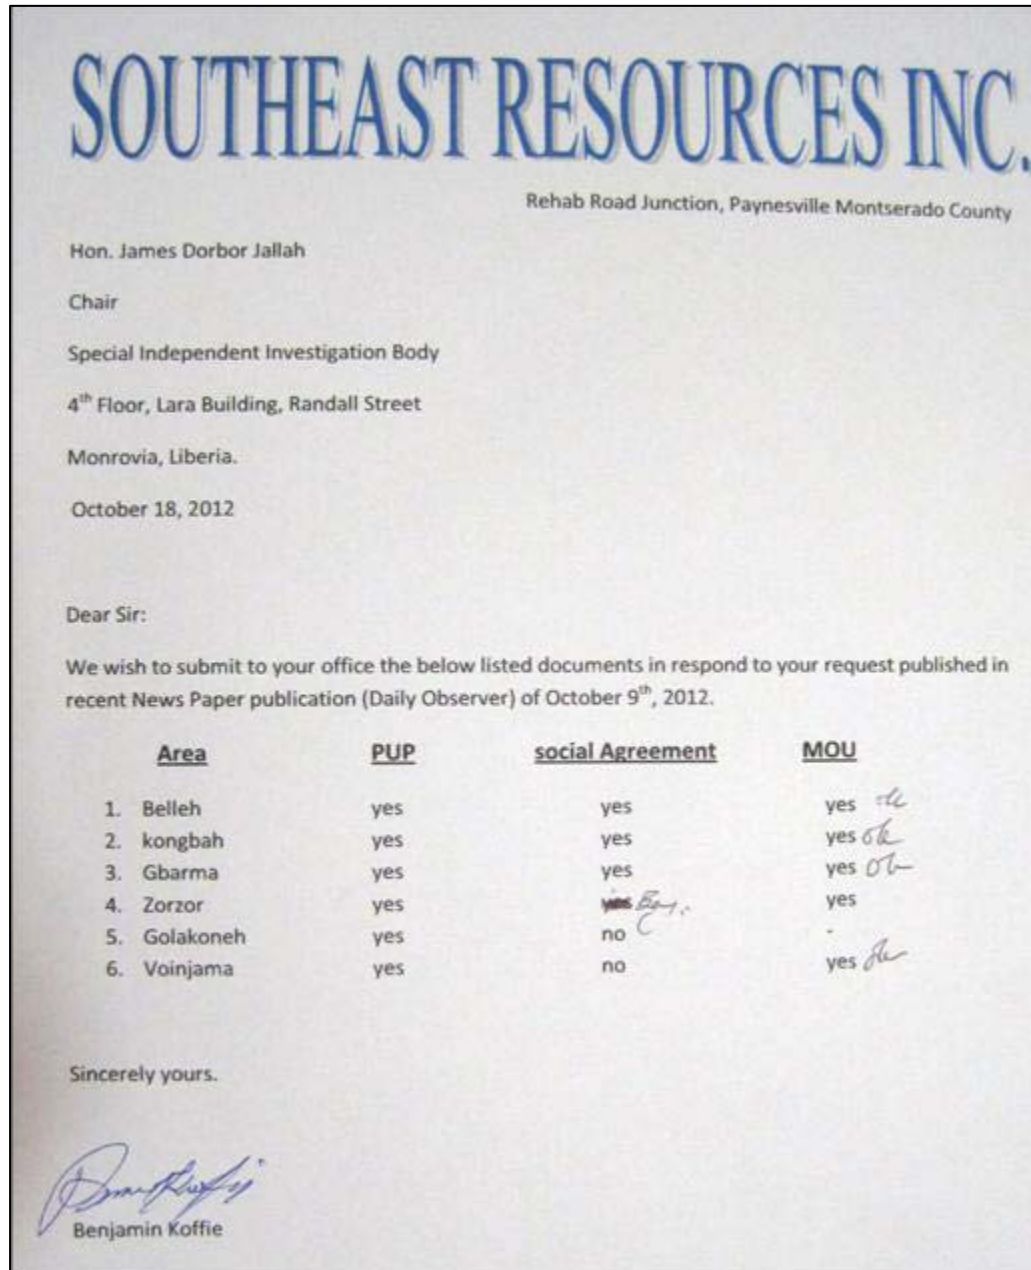 SOUTHEAST RESOURCES INC.
Rehab Road Junction, Paynesville Montserado County
Hon. James Dorbor Jallah
Chair
Special Independent Investigation Body
4th Floor, Lara Building, Randall Street
Monrovia, Liberia.
October 18, 2012
Dear Sir:
We wish to submit to your office the below listed documents in respond to your request published in
recent News Paper publication (Daily Observer) of October 9th, 2012.
Area PUP social Agreement MOU
1. Belleh yes yes yes
2. kongbah yes yes yes ok
3. Gbarma yes yes yes
4. Zorzor yes yes yes
5. Golakoneh yes no -
6. Voinjama yes no yes
Sincerely yours.
Benjamin Koffie